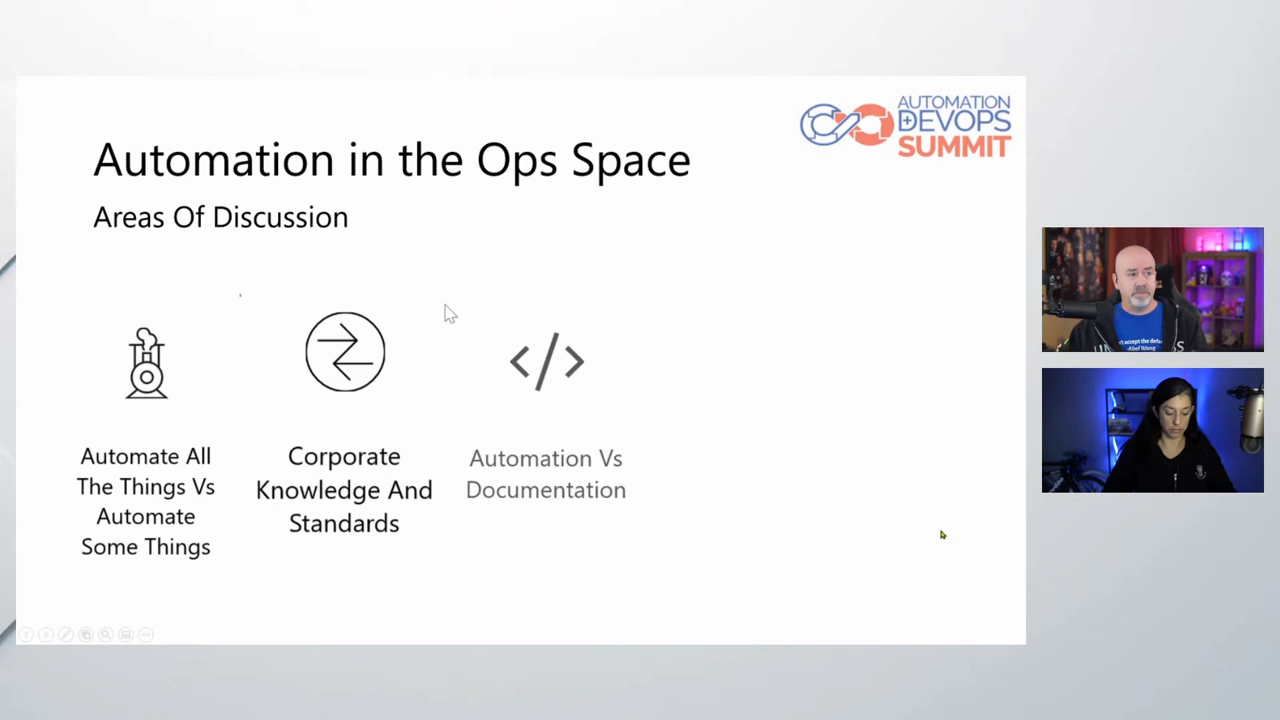 AUTOMATION
DEVOPS
SUMMIT
Automation in the Ops Space
Areas Of Discussion
</>
Automate All
The Things Vs
Automate
Some Things
Corporate
Knowledge And
Standards
Automation Vs
Documentation